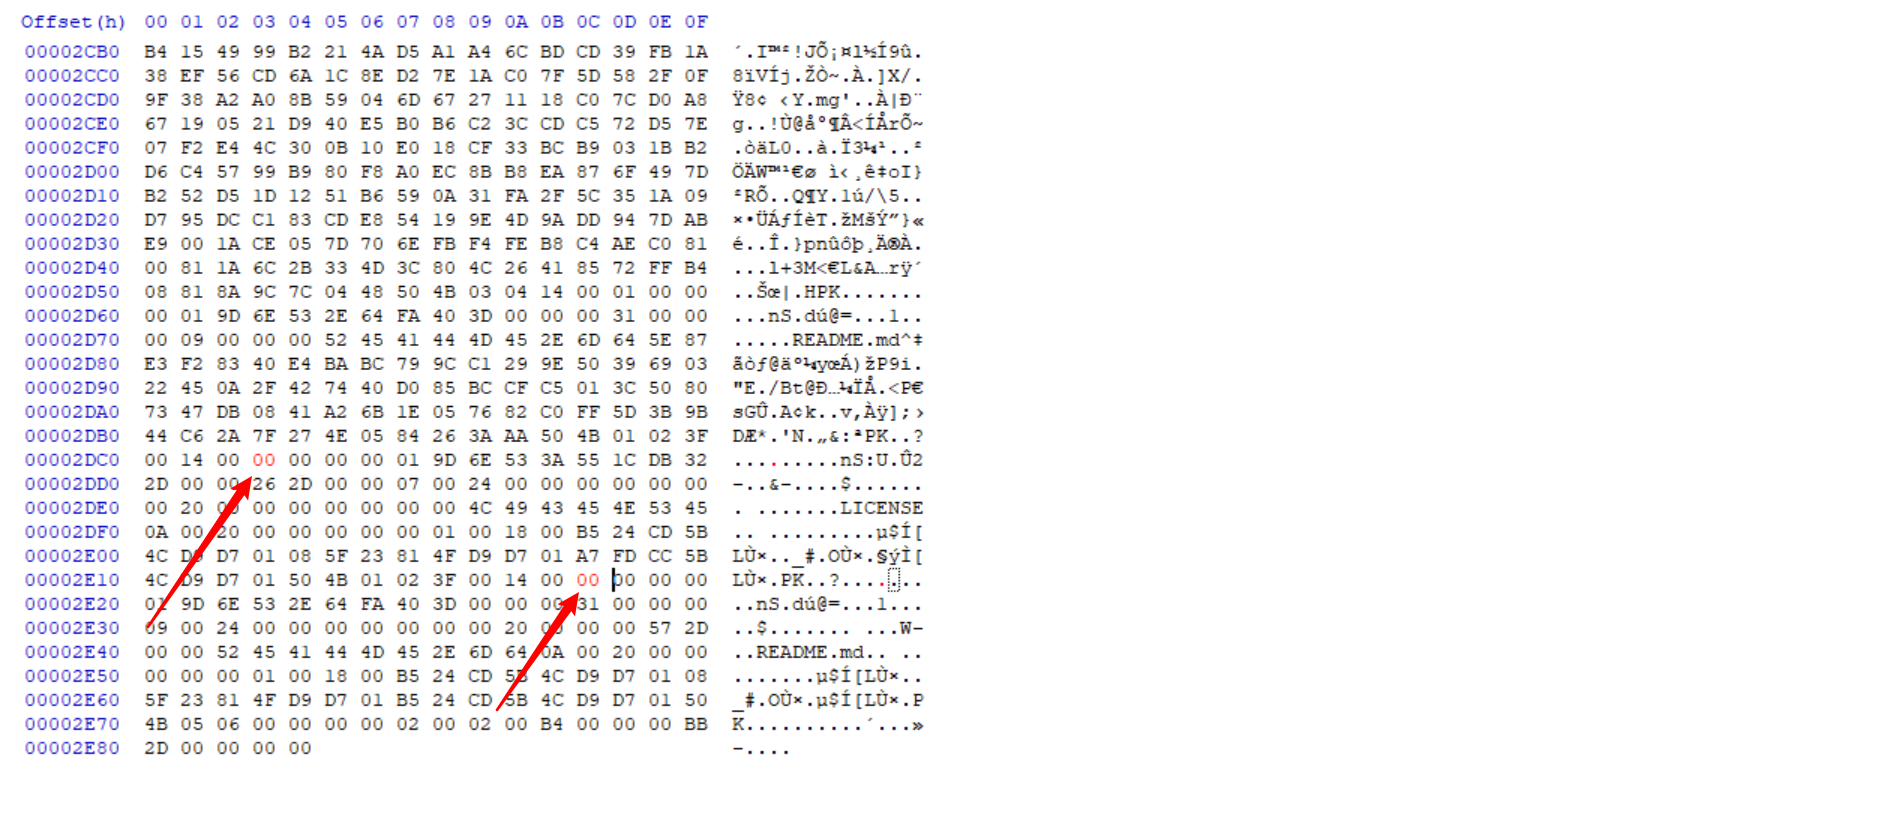 Offset(h) 00 01 02 03 04 05 06 07 08 09 0A 0B 0C 0D 0E 0F
00002CB0 B4 15 49 99 B2 21 4A D5 A1 A4 6C BD CD 39 FB 1A ´.I™²!JÕ¡¤l½Í9û.
00002CC0 38 EF 56 CD 6A 1C 8E D2 7E 1A C0 7F 5D 58 2F 0F 8ïVÍj.ŽÒ~.À.]X/.
00002CD0 9F 38 A2 A0 8B 59 04 6D 67 27 11 18 C0 7C D0 A8 Ÿ8¢ ‹Y.mg'..À|Ð¨
00002CE0 67 19 05 21 D9 40 E5 B0 B6 C2 3C CD C5 72 D5 7E g..!Ù@å°¶Â<ÍÅrÕ~
00002CF0 07 F2 E4 4C 30 0B 10 E0 18 CF 33 BC B9 03 1B B2 .òäL0..à.Ï3¼¹..²
00002D00 D6 C4 57 99 B9 80 F8 A0 EC 8B B8 EA 87 6F 49 7D ÖÄW™¹€ø ì‹¸ê‡oI}
00002D10 B2 52 D5 1D 12 51 B6 59 0A 31 FA 2F 5C 35 1A 09 ²RÕ..Q¶Y.1ú/\5..
00002D20 D7 95 DC C1 83 CD E8 54 19 9E 4D 9A DD 94 7D AB ×•ÜÁƒÍèT.žMšÝ”}«
00002D30 E9 00 1A CE 05 7D 70 6E FB F4 FE B8 C4 AE C0 81 é..Î.}pnûôþ¸Ä®À.
00002D40 00 81 1A 6C 2B 33 4D 3C 80 4C 26 41 85 72 FF B4 ...l+3M<€L&A…rÿ´
00002D50 08 81 8A 9C 7C 04 48 50 4B 03 04 14 00 01 00 00 ..Šœ|.HPK.......
00002D60 00 01 9D 6E 53 2E 64 FA 40 3D 00 00 00 31 00 00 ...nS.dú@=...1..
00002D70 00 09 00 00 00 52 45 41 44 4D 45 2E 6D 64 5E 87 .....README.md^‡
00002D80 E3 F2 83 40 E4 BA BC 79 9C C1 29 9E 50 39 69 03 ãòƒ@äº¼yœÁ)žP9i.
00002D90 22 45 0A 2F 42 74 40 D0 85 BC CF C5 01 3C 50 80 "E./Bt@Ð…¼ÏÅ.<P€
00002DA0 73 47 DB 08 41 A2 6B 1E 05 76 82 C0 FF 5D 3B 9B sGÛ.A¢k..v‚Àÿ];›
00002DB0 44 C6 2A 7F 27 4E 05 84 26 3A AA 50 4B 01 02 3F DÆ*.'N.„&:ªPK..?
00002DC0 00 14 00 00 00 00 00 01 9D 6E 53 3A 55 1C DB 32 .........nS:U.Û2
00002DD0 2D 00 00 26 2D 00 00 07 00 24 00 00 00 00 00 00 -..&-....$......
00002DE0 00 20 00 00 00 00 00 00 00 4C 49 43 45 4E 53 45 . .......LICENSE
00002DF0 0A 00 20 00 00 00 00 00 01 00 18 00 B5 24 CD 5B .. .........µ$Í[
00002E00 4C D9 D7 01 08 5F 23 81 4F D9 D7 01 A7 FD CC 5B LÙ×.._#.OÙ×.§ýÌ[
00002E10 4C D9 D7 01 50 4B 01 02 3F 00 14 00 00 00 00 00 LÙ×.PK..?.......
00002E20 01 9D 6E 53 2E 64 FA 40 3D 00 00 00 31 00 00 00 ..nS.dú@=...1...
00002E30 09 00 24 00 00 00 00 00 00 00 20 00 00 00 57 2D ..$....... ...W-
00002E40 00 00 52 45 41 44 4D 45 2E 6D 64 0A 00 20 00 00 ..README.md.. ..
00002E50 00 00 00 01 00 18 00 B5 24 CD 5B 4C D9 D7 01 08 .......µ$Í[LÙ×..
00002E60 5F 23 81 4F D9 D7 01 B5 24 CD 5B 4C D9 D7 01 50 _#.OÙ×.µ$Í[LÙ×.P
00002E70 4B 05 06 00 00 00 00 02 00 02 00 B4 00 00 00 BB K..........´...»
00002E80 2D 00 00 00 00 -....